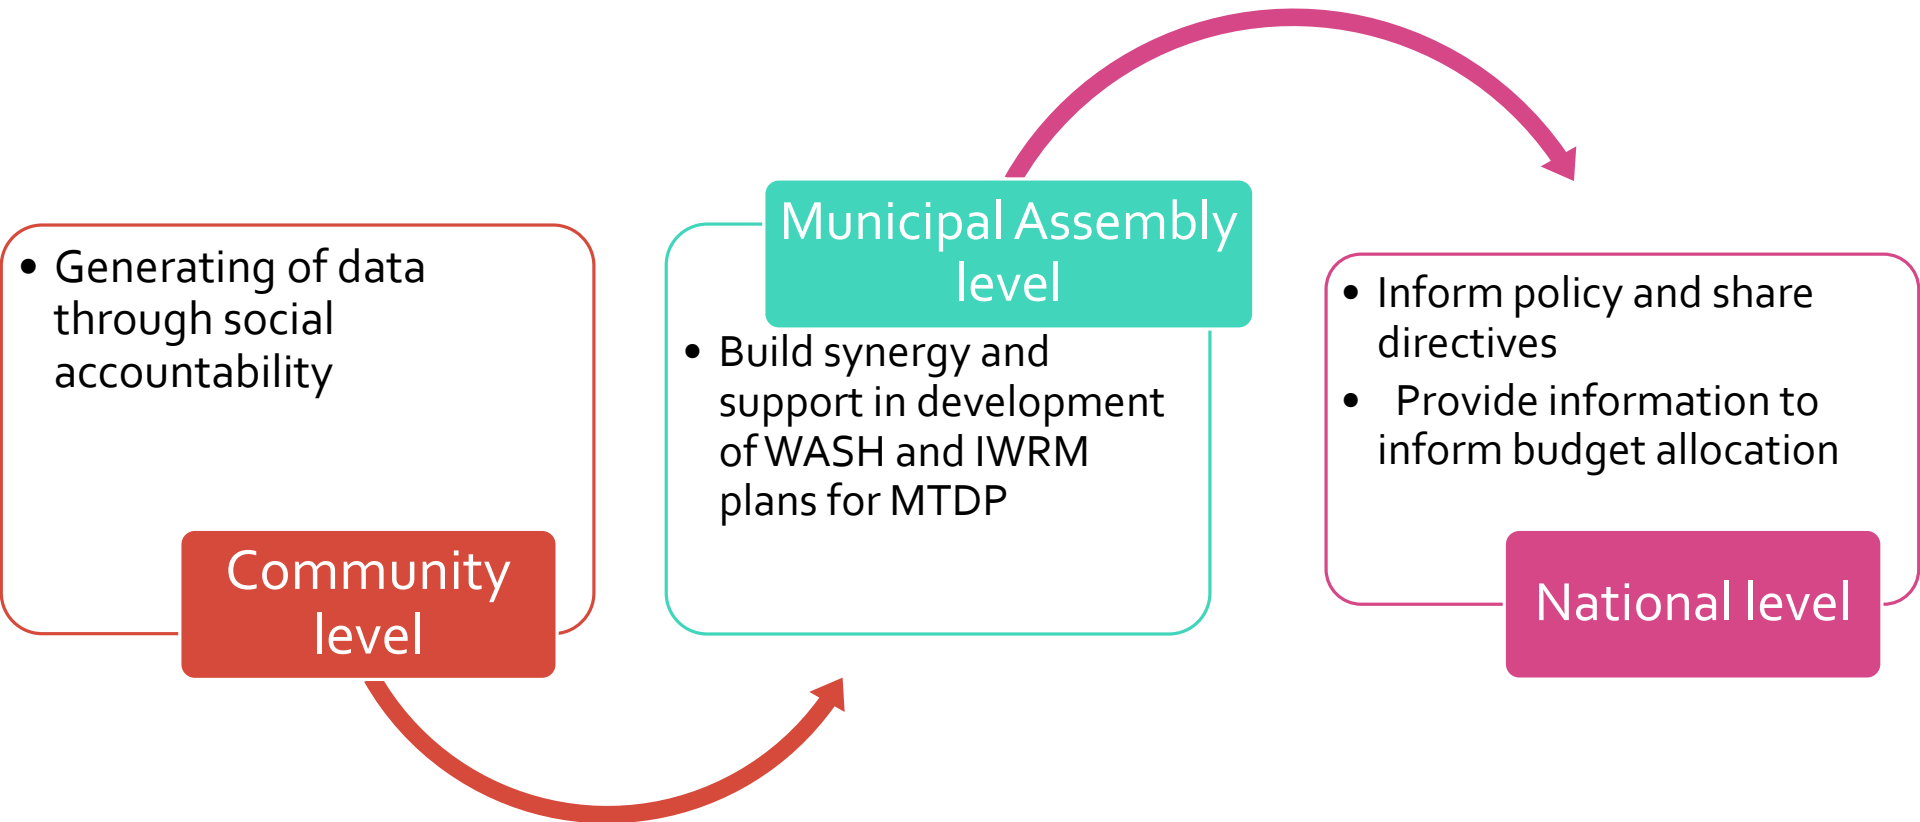 • Generating of data
through social
accountability
Community
level
Municipal Assembly
level
• Build synergy and
support in development
of WASH and IWRM
plans for MTDP
• Inform policy and share
directives
• Provide information to
inform budget allocation
National level